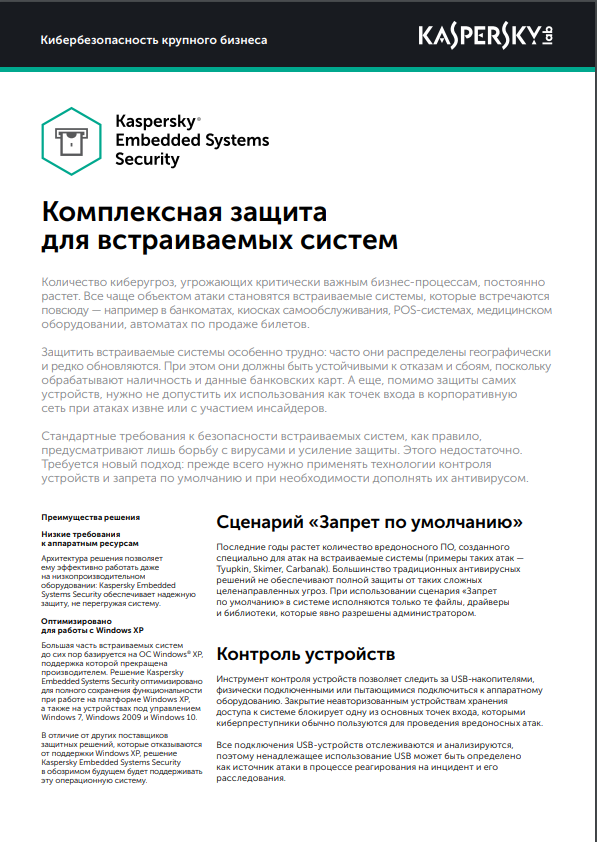 Кибербезопасность крупного бизнеса
KASPERSKY lab
Kaspersky®
Embedded Systems
Security
Комплексная защита
для встраиваемых систем
Количество киберугроз, угрожающих критически важным бизнес-процессам, постоянно
растет. Все чаще объектом атаки становятся встраиваемые системы, которые встречаются
повсюду — например в банкоматах, киосках самообслуживания, POS-системах, медицинском
оборудовании, автоматах по продаже билетов.
Защитить встраиваемые системы особенно трудно: часто они распределены географически
и редко обновляются. При этом они должны быть устойчивыми к отказам и сбоям, поскольку
обрабатывают наличность и данные банковских карт. А еще, помимо защиты самих
устройств, нужно не допустить их использования как точек входа в корпоративную
сеть при атаках извне или с участием инсайдеров.
Стандартные требования к безопасности встраиваемых систем, как правило,
предусматривают лишь борьбу с вирусами и усиление защиты. Этого недостаточно.
Требуется новый подход: прежде всего нужно применять технологии контроля
устройств и запрета по умолчанию и при необходимости дополнять их антивирусом.
Преимущества решения
Низкие требования
к аппаратным ресурсам
Архитектура решения позволяет
ему эффективно работать даже
на низкопроизводительном
оборудовании: Kaspersky Embedded
Systems Security обеспечивает надежную
защиту, не перегружая систему.
Оптимизировано
для работы с Windows XP
Большая часть встраиваемых систем
до сих пор базируется на ОС Windows® XP,
поддержка которой прекращена
производителем. Решение Kaspersky
Embedded Systems Security оптимизировано
для полного сохранения функциональности
при работе на платформе Windows XP,
а также на устройствах под управлением
Windows 7, Windows 2009 и Windows 10.
В отличие от других поставщиков
защитных решений, которые отказываются
от поддержки Windows XP, решение
Kaspersky Embedded Systems Security
в обозримом будущем будет поддерживать
эту операционную систему.
Сценарий «Запрет по умолчанию»
Последние годы растет количество вредоносного ПО, созданного
специально для атак на встраиваемые системы (примеры таких атак —
Tyupkin, Skimer, Carbanak). Большинство традиционных антивирусных
решений не обеспечивают полной защиты от таких сложных
целенаправленных угроз. При использовании сценария «Запрет
по умолчанию» в системе исполняются только те файлы, драйверы
и библиотеки, которые явно разрешены администратором.
Контроль устройств
Инструмент контроля устройств позволяет следить за USB-накопителями,
физически подключенными или пытающимися подключиться к аппаратному
оборудованию. Закрытие неавторизованным устройствам хранения
доступа к системе блокирует одну из основных точек входа, которыми
киберпреступники обычно пользуются для проведения вредоносных атак.
Все подключения USB-устройств отслеживаются и анализируются,
поэтому ненадлежащее использование USB может быть определено
как источник атаки в процессе реагирования на инцидент и его
расследования.